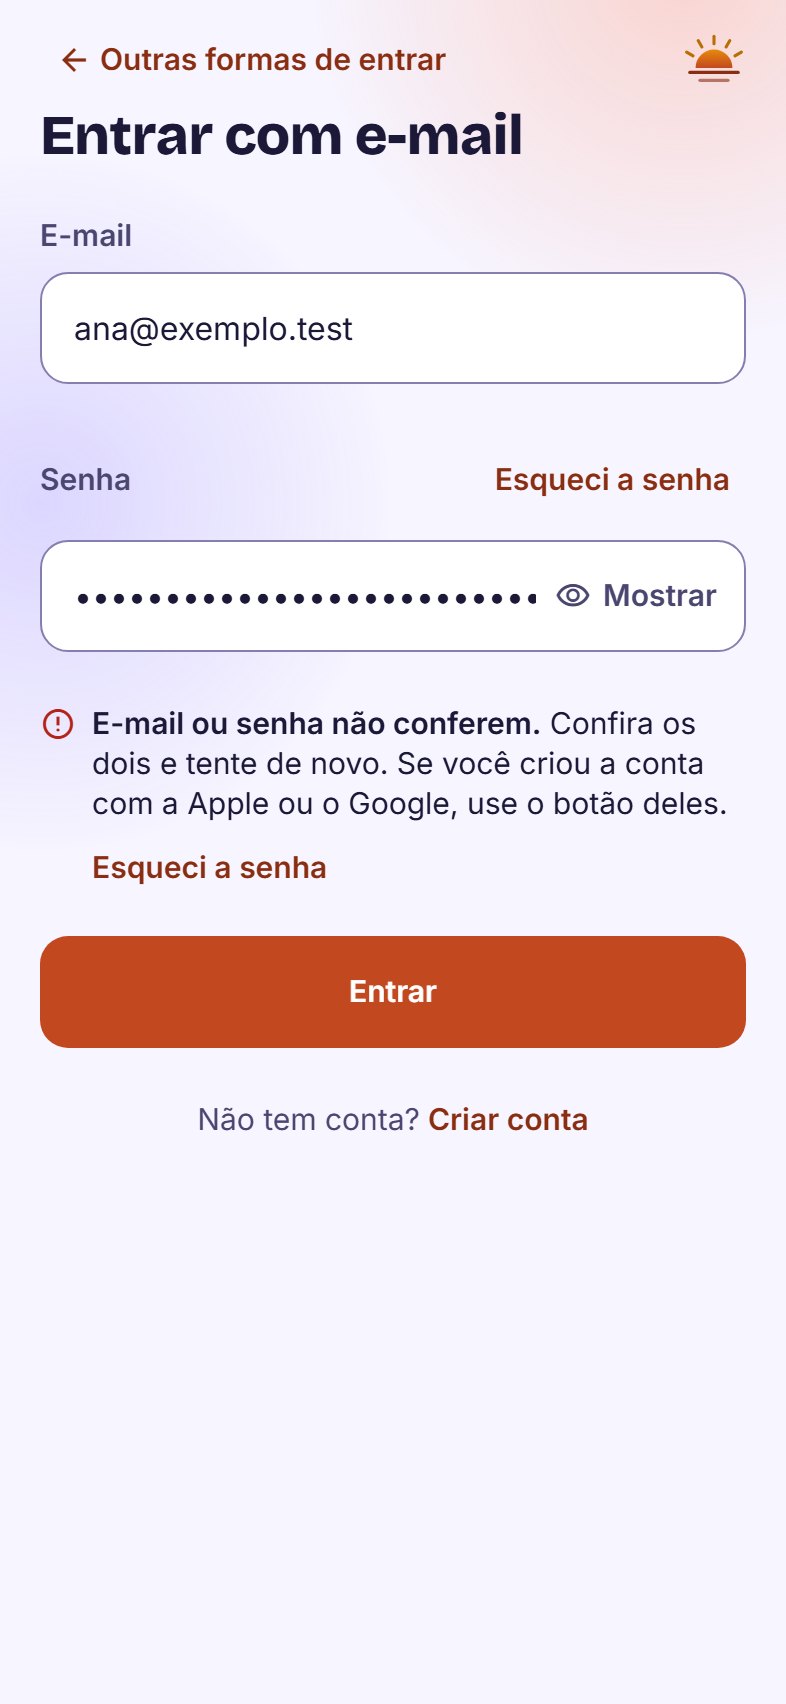 Outras formas de entrar
Entrar com e-mail
E-mail
ana@exemplo.test
Senha
Esqueci a senha
Mostrar
E-mail ou senha não conferem. Confira os
dois e tente de novo. Se você criou a conta
com a Apple ou o Google, use o botão deles.
Esqueci a senha
Entrar
Não tem conta? Criar conta